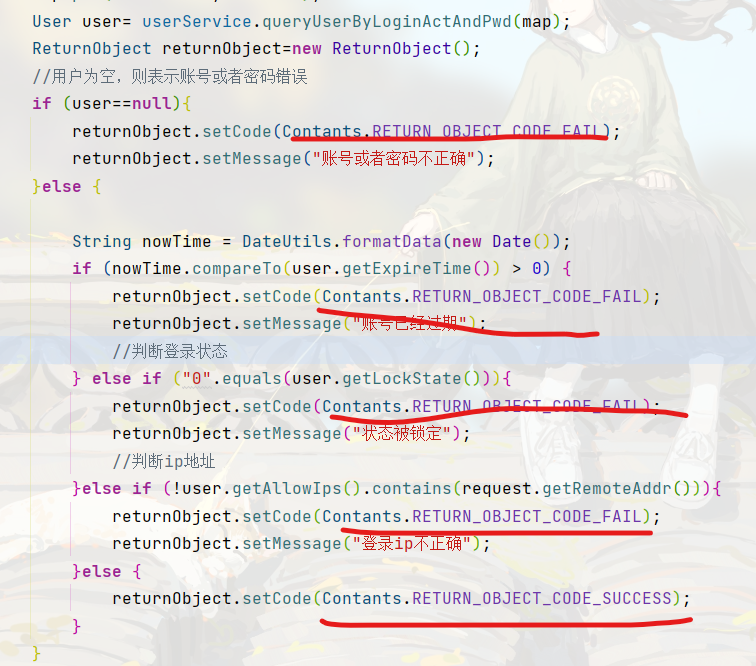 User user= userService.queryUserByLoginActAndPwd(map);
ReturnObject returnObject=new ReturnObject();
//用户为空，则表示账号或者密码错误
if (user==null){
returnObject.setCode(Contants.RETURN_OBJECT_CODE_FAIL);
returnObject.setMessage("账号或者密码不正确");
}else {
String nowTime = DateUtils.formatData(new Date());
if (nowTime.compareTo(user.getExpireTime()) > 0) {
returnObject.setCode(Contants.RETURN_OBJECT_CODE_FAIL);
returnObject.setMessage("账号已经过期");
//判断登录状态
} else if ("0".equals(user.getLockState())){
returnObject.setCode(Contants.RETURN_OBJECT_CODE_FAIL);
returnObject.setMessage("状态被锁定");
//判断ip地址
}else if (!user.getAllowIps().contains(request.getRemoteAddr())){
returnObject.setCode(Contants.RETURN_OBJECT_CODE_FAIL);
returnObject.setMessage("登录ip不正确");
}else {
returnObject.setCode(Contants.RETURN_OBJECT_CODE_SUCCESS);
}
}